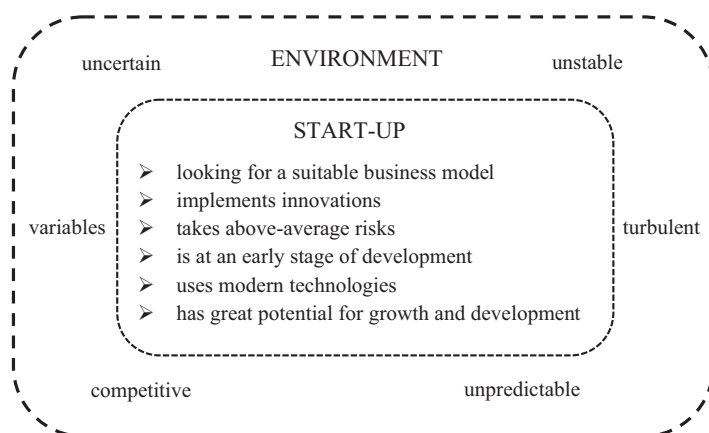 uncertain ENVIRONMENT unstable
START-UP
➢ looking for a suitable business model
➢ implements innovations
variables ➢ takes above-average risks turbulent
➢ is at an early stage of development
➢ uses modern technologies
➢ has great potential for growth and development
competitive unpredictable